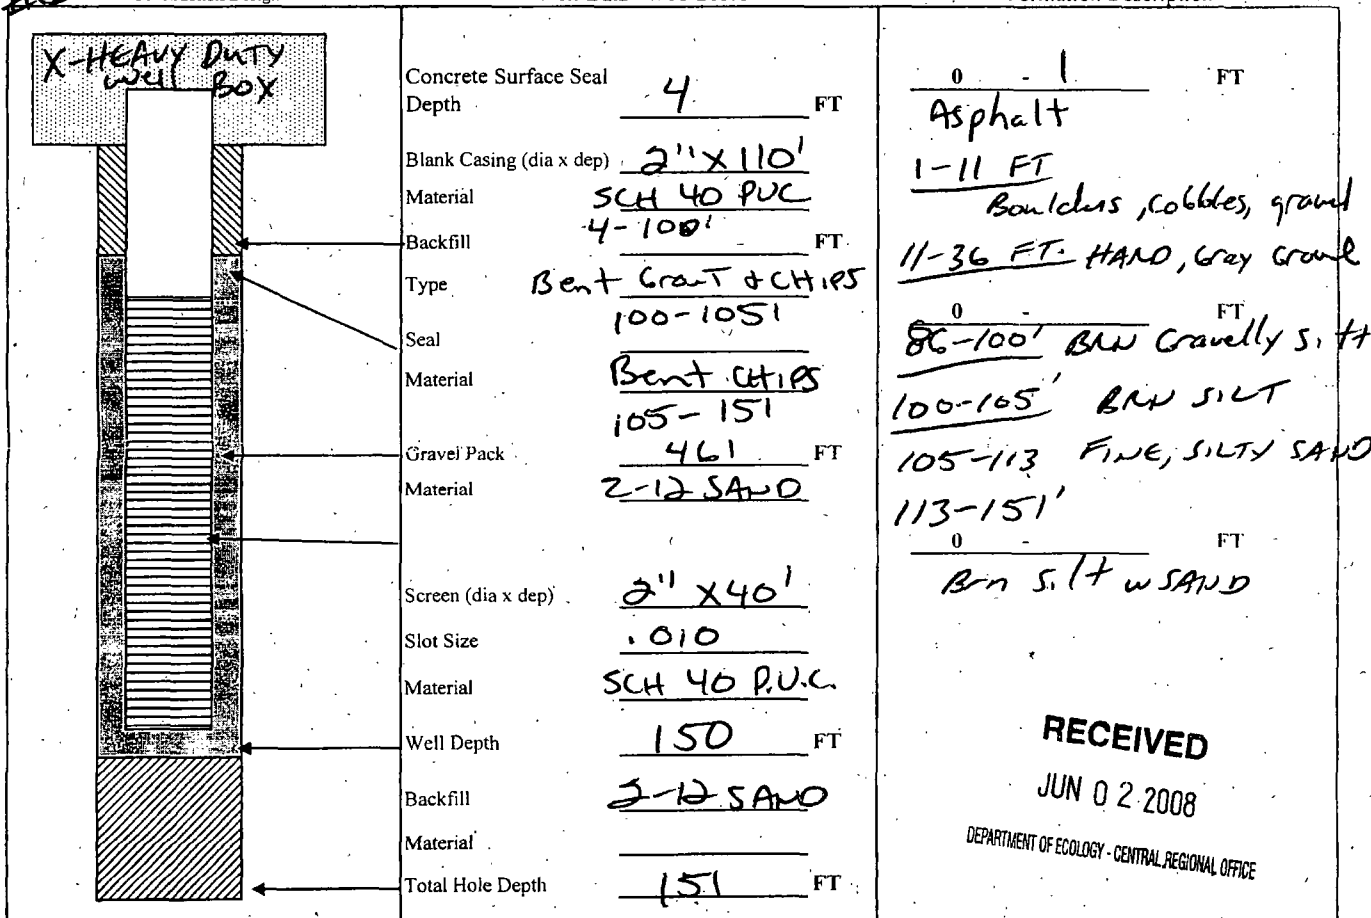 X-HEAVY DUTY
Well BOX
Concrete Surface Seal
Depth 4 FT
Blank Casing (dia x dep) 2" X 110'
Material SCH 40 PVC
Backfill 4-100' FT
Type Bent GrouT & CHIPS
100-105'
Seal
Material Bent CHIPS
105-151
Gravel Pack 46' FT
Material 2-12 SAND
Screen (dia x dep) 2" X40'
Slot Size .010
Material SCH 40 P.V.C.
Well Depth 150 FT
Backfill 2-12 SAND
Material
Total Hole Depth 151 FT
0 - 1 FT
Asphalt
1-11 FT
Boulders, cobbles, gravel
11-36 FT. HARD, Gray Gravel
0 - FT
86-100' BRN Gravelly silt
100-105' BRN SILT
105-113 FINE, SILTY SAND
113-151'
0 - FT
Brn silt w SAND
RECEIVED
JUN 02 2008
DEPARTMENT OF ECOLOGY - CENTRAL REGIONAL OFFICE